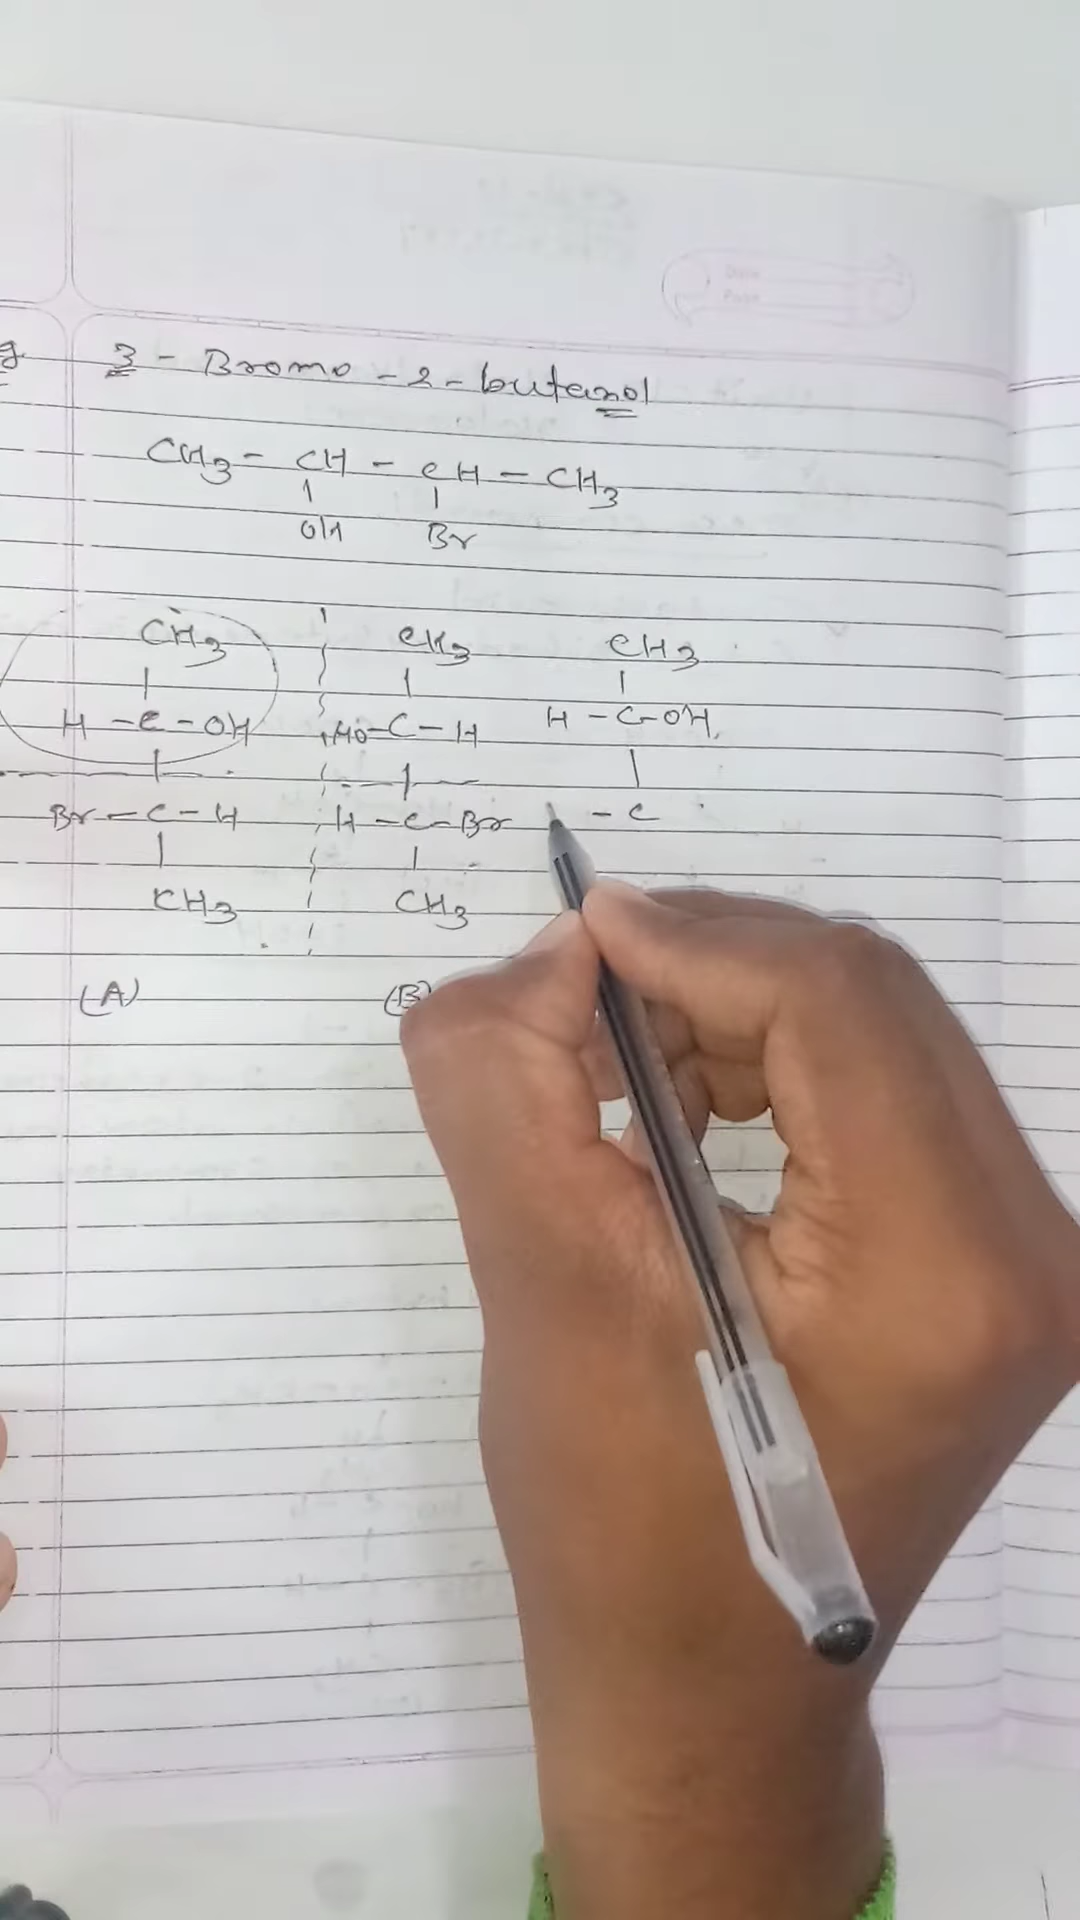 g. 3 - Bromo - 2 - butanol
CH3 - CH - CH - CH3
OH Br
CH3 CH3 CH3
H - C - OH HO - C - H H - C - OH
Br - C - H H - C - Br - C
CH3 CH3
(A) (B)